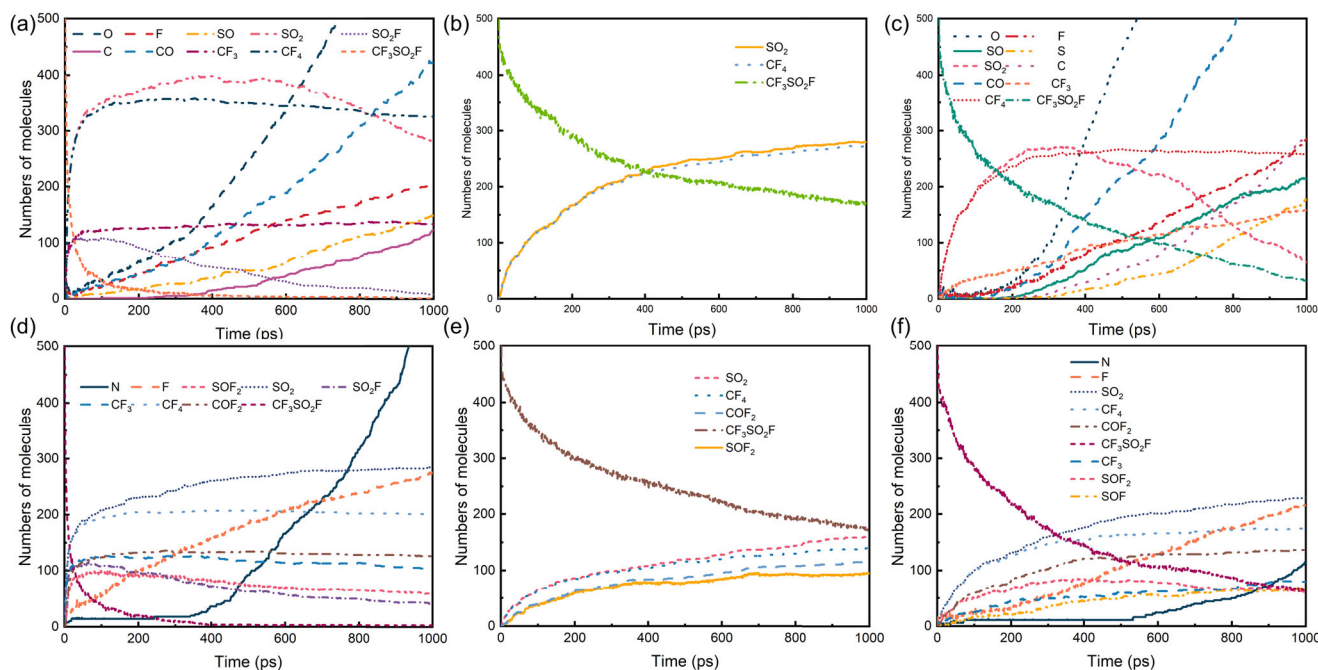 (a)
O F SO SO₂ SO₂F
C CO CF₃ CF₄ CF₃SO₂F
Numbers of molecules
500
400
300
200
100
0
0 200 400 600 800 1000
Time (ps)
(b)
SO₂
CF₄
CF₃SO₂F
Numbers of molecules
500
400
300
200
100
0
0 200 400 600 800 1000
Time (ps)
(c)
O F
SO S
SO₂ C
CO CF₃
CF₄ CF₃SO₂F
Numbers of molecules
500
400
300
200
100
0
0 200 400 600 800 1000
Time (ps)
(d)
N F SOF₂ SO₂ SO₂F
CF₃ CF₄ COF₂ CF₃SO₂F
Numbers of molecules
500
400
300
200
100
0
0 200 400 600 800 1000
Time (ps)
(e)
SO₂
CF₄
COF₂
CF₃SO₂F
SOF₂
Numbers of molecules
500
400
300
200
100
0
0 200 400 600 800 1000
Time (ps)
(f)
N
F
SO₂
CF₄
COF₂
CF₃SO₂F
CF₃
SOF₂
SOF
Numbers of molecules
500
400
300
200
100
0
0 200 400 600 800 1000
Time (ps)